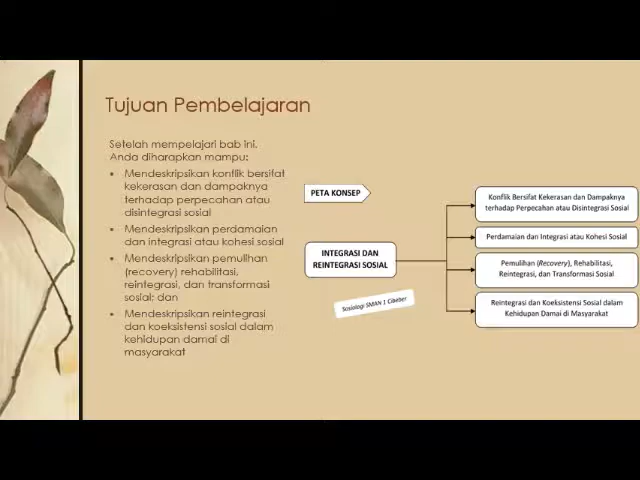 Tujuan Pembelajaran
Setelah mempelajari bab ini.
Anda diharapkan mampu:
• Mendeskripsikan konflik bersifat
kekerasan dan dampaknya
terhadap perpecahan atau
disintegrasi sosial
• Mendeskripsikan perdamaian
dan integrasi atau kohesi sosial
• Mendeskripsikan pemulihan
(recovery) rehabilitasi,
reintegrasi, dan transformasi
sosial; dan
• Mendeskripsikan reintegrasi
dan koeksistensi sosial dalam
kehidupan damai di
masyarakat
PETA KONSEP
INTEGRASI DAN
REINTEGRASI SOSIAL
Sosiologi SMAN 1 Cibeber
Konflik Bersifat Kekerasan dan Dampaknya
terhadap Perpecahan atau Disintegrasi Sosial
Perdamaian dan Integrasi atau Kohesi Sosial
Pemulihan (Recovery), Rehabilitasi,
Reintegrasi, dan Transformasi Sosial
Reintegrasi dan Koeksistensi Sosial dalam
Kehidupan Damai di Masyarakat